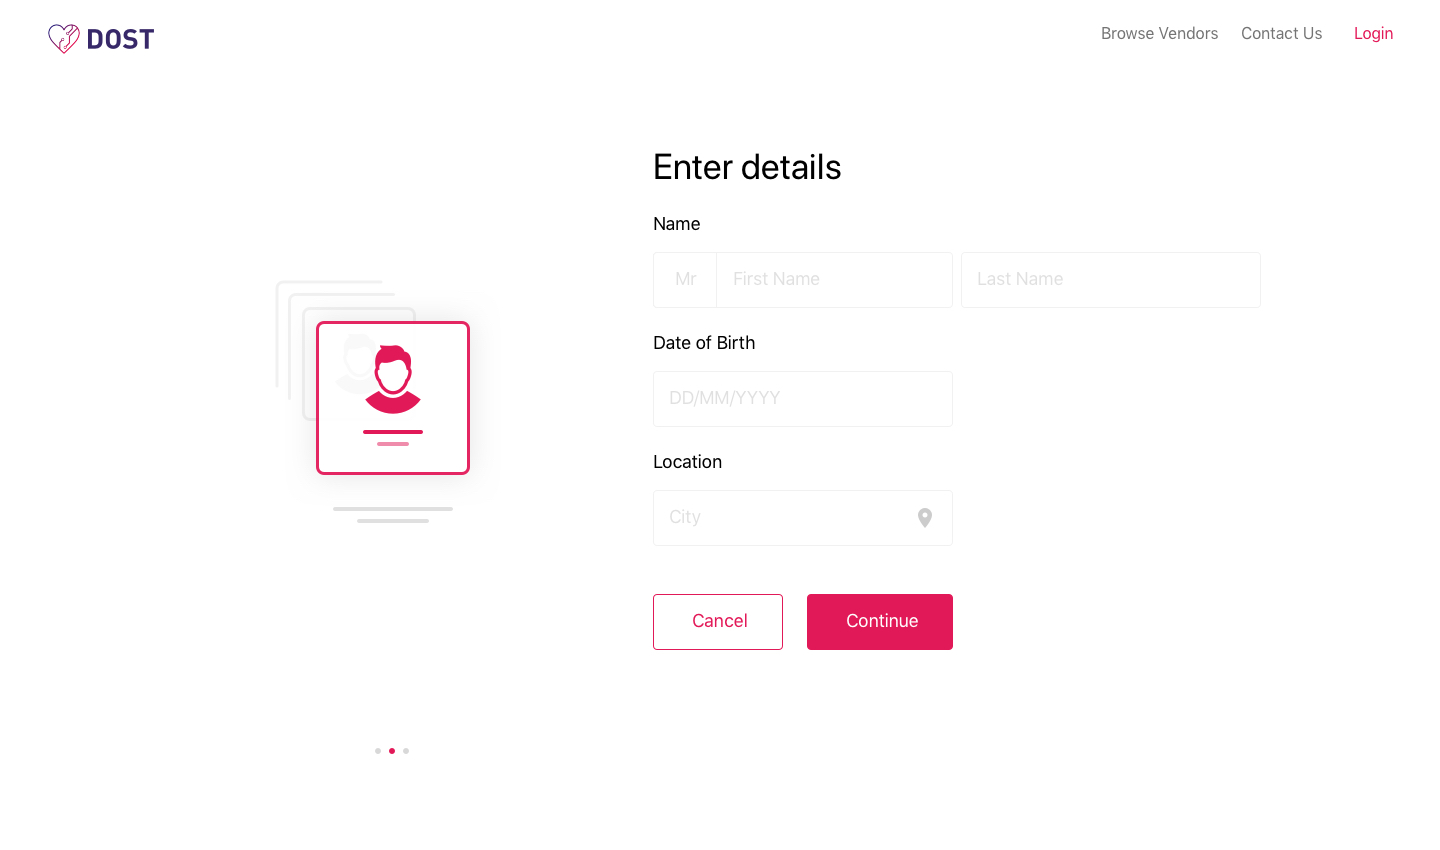 DOST
Browse Vendors Contact Us Login
Enter details
Name
Mr First Name Last Name
Date of Birth
DD/MM/YYYY
Location
City
Cancel Continue